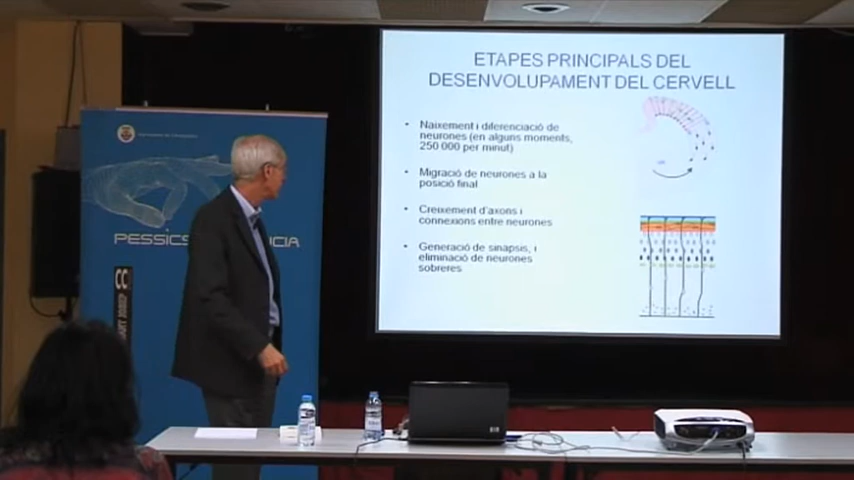 ETAPES PRINCIPALS DEL
DESENVOLUPAMENT DEL CERVELL
• Naixement i diferenciació de
neurones (en alguns moments,
250 000 per minut)
• Migració de neurones a la
posició final
• Creixement d'axons i
connexions entre neurones
• Generació de sinapsis, i
eliminació de neurones
sobreres
PESSICS